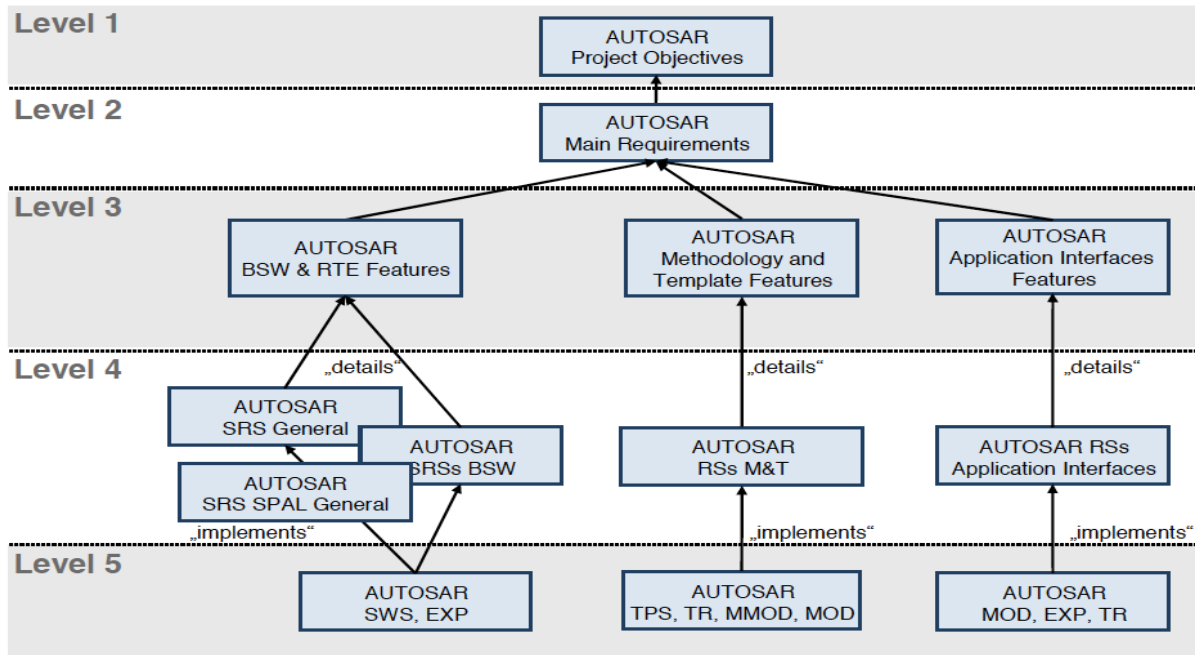 Level 1
AUTOSAR
Project Objectives
Level 2
AUTOSAR
Main Requirements
Level 3
AUTOSAR
BSW & RTE Features
AUTOSAR
Methodology and
Template Features
AUTOSAR
Application Interfaces
Features
Level 4
„details“
„details“
„details“
AUTOSAR
SRS General
AUTOSAR
SRSs BSW
AUTOSAR
SRS SPAL General
AUTOSAR
RSs M&T
AUTOSAR RSs
Application Interfaces
„implements“
„implements“
„implements“
Level 5
AUTOSAR
SWS, EXP
AUTOSAR
TPS, TR, MMOD, MOD
AUTOSAR
MOD, EXP, TR